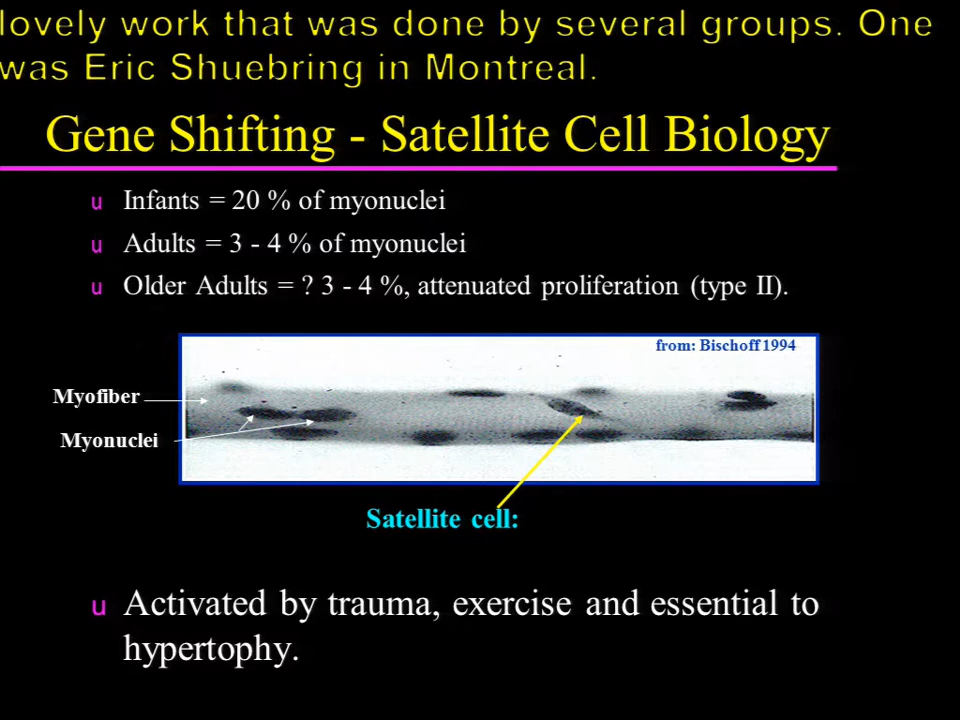 lovely work that was done by several groups. One
was Eric Shuebring in Montreal.
Gene Shifting - Satellite Cell Biology
u Infants = 20 % of myonuclei
u Adults = 3 - 4 % of myonuclei
u Older Adults = ? 3 - 4 %, attenuated proliferation (type II).
from: Bischoff 1994
Myofiber
Myonuclei
Satellite cell:
u Activated by trauma, exercise and essential to
hypertophy.